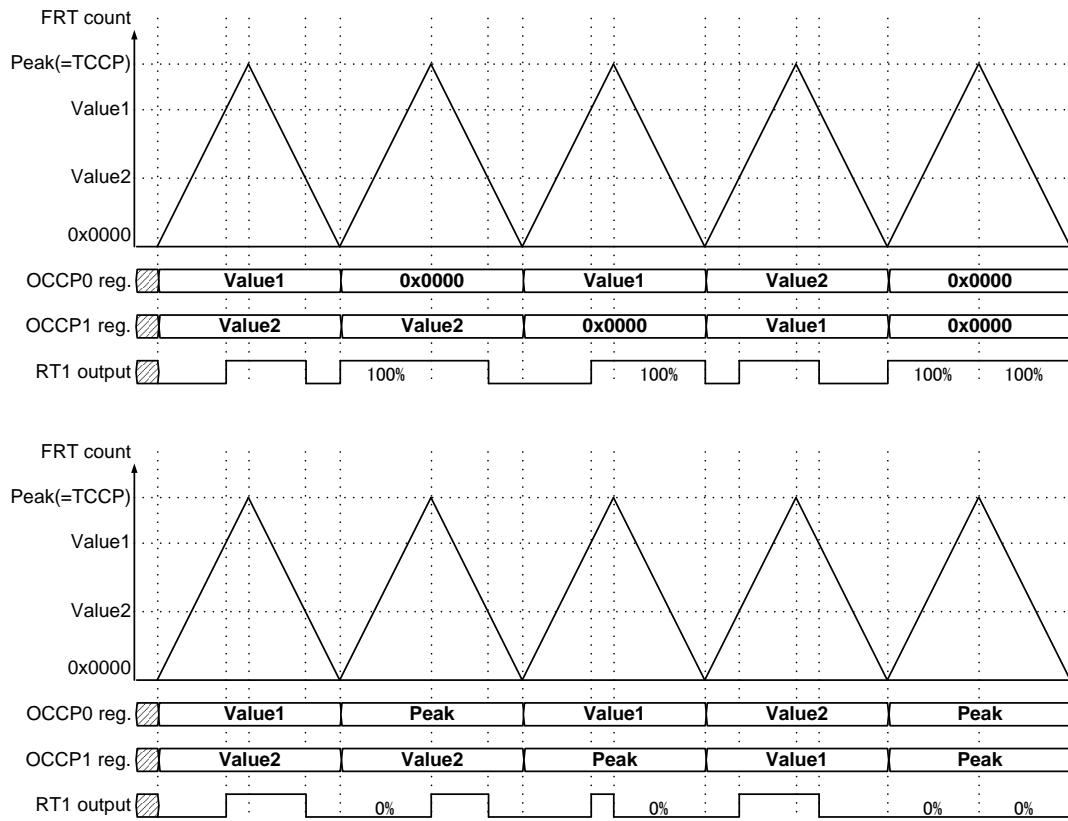 FRT count
Peak(=TCCP)
Value1
Value2
0x0000
OCCP0 reg. Value1 0x0000 Value1 Value2 0x0000
OCCP1 reg. Value2 Value2 0x0000 Value1 0x0000
RT1 output 100% 100% 100% 100%
FRT count
Peak(=TCCP)
Value1
Value2
0x0000
OCCP0 reg. Value1 Peak Value1 Value2 Peak
OCCP1 reg. Value2 Value2 Peak Value1 Peak
RT1 output 0% 0% 0% 0%